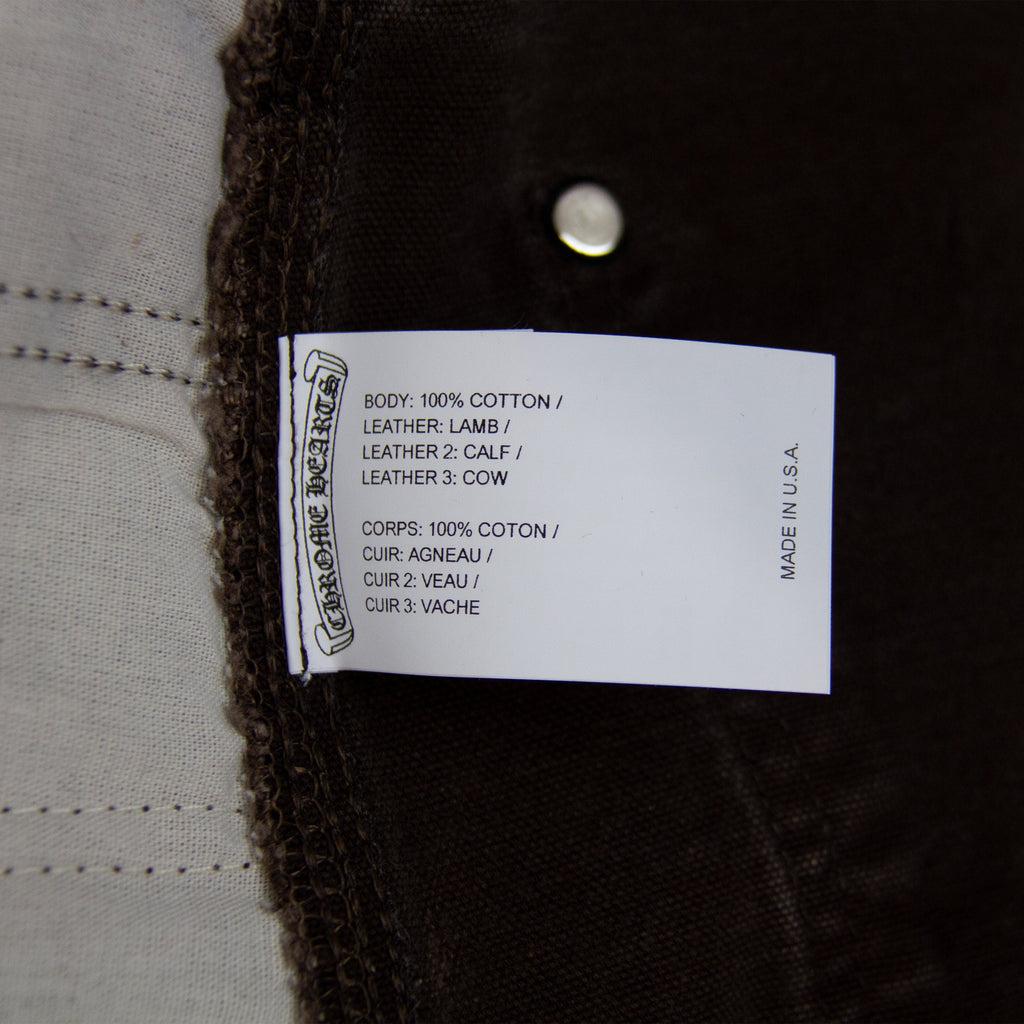 CHROME HEARTS
BODY: 100% COTTON /
LEATHER: LAMB /
LEATHER 2: CALF /
LEATHER 3: COW
CORPS: 100% COTON /
CUIR: AGNEAU /
CUIR 2: VEAU /
CUIR 3: VACHE
MADE IN U.S.A.